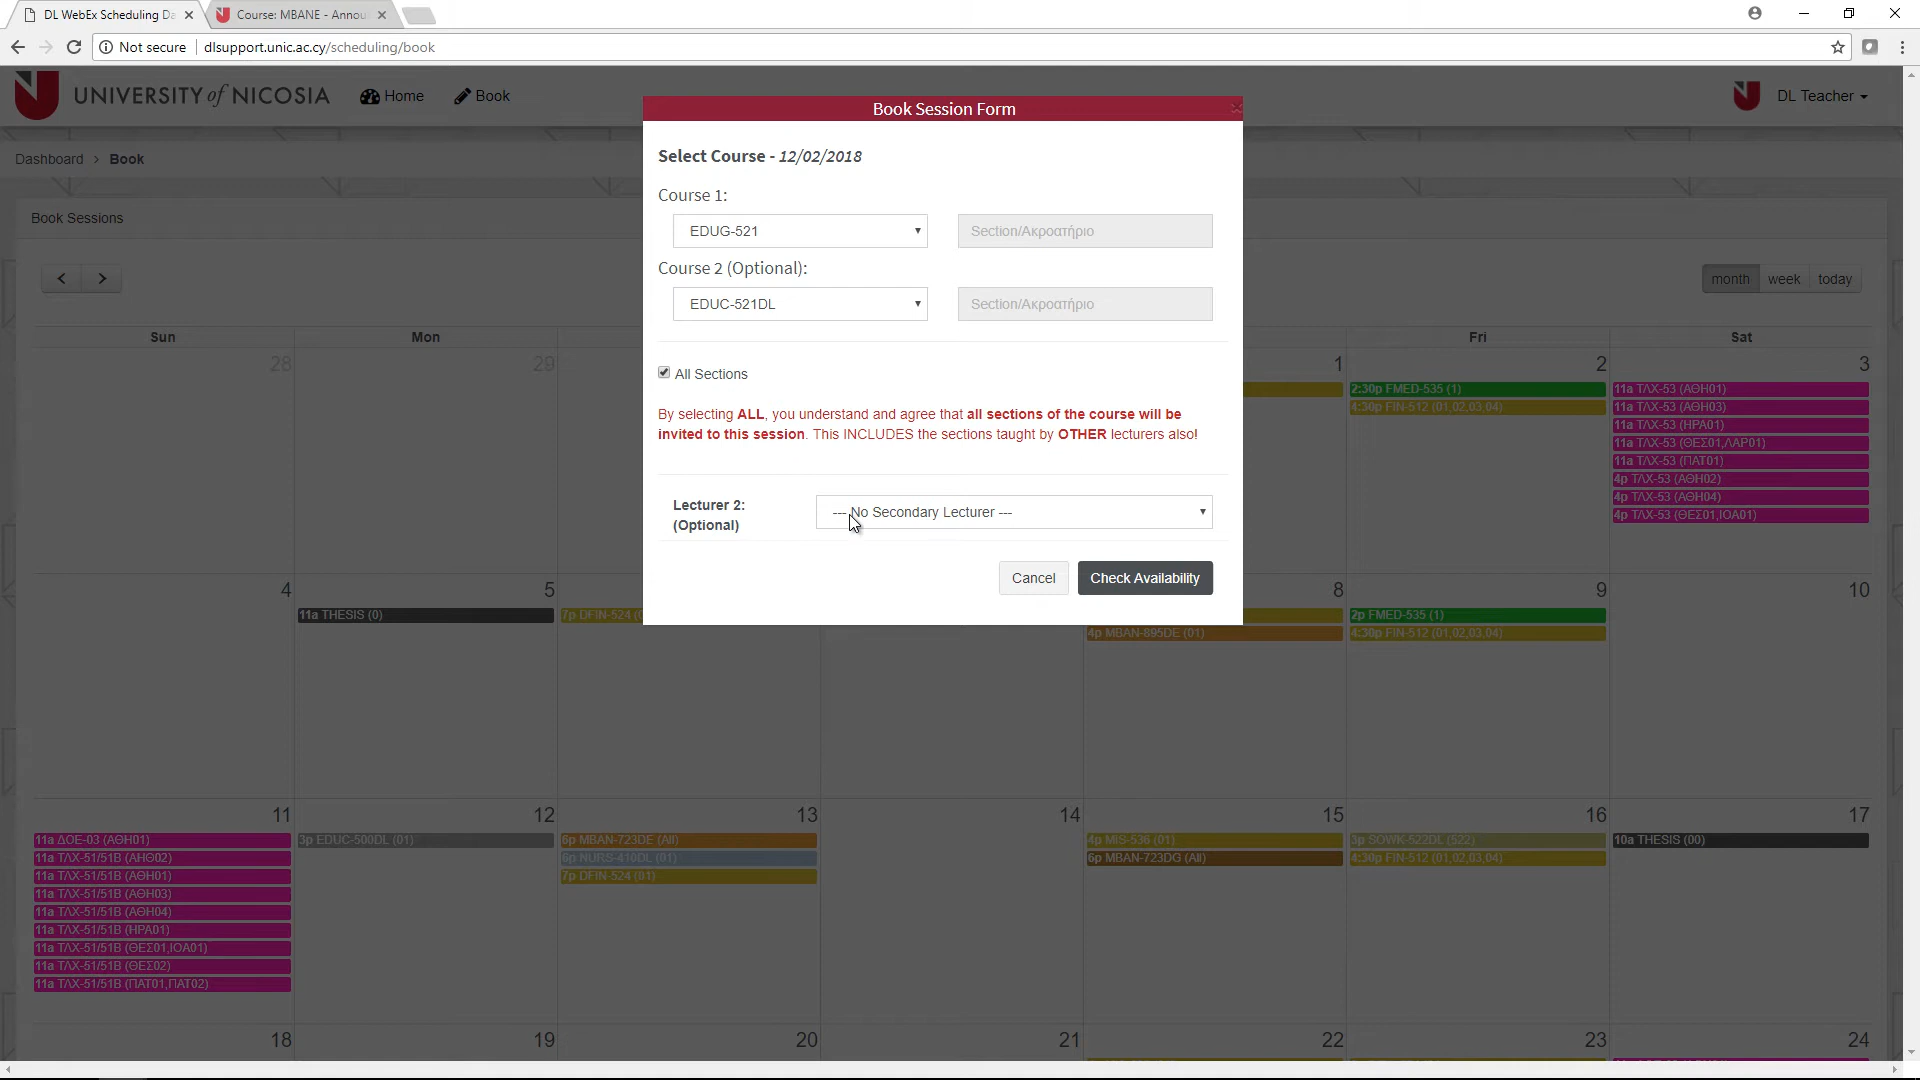 DL WebEx Scheduling Da
Course: MBANE - Annou
Not secure
dlsupport.unic.ac.cy/scheduling/book
UNIVERSITY of NICOSIA
Home
Book
DL Teacher
Dashboard > Book
Book Sessions
month week today
Book Session Form
Select Course - 12/02/2018
Course 1:
EDUG-521
Section/Ακροατήριο
Course 2 (Optional):
EDUC-521DL
Section/Ακροατήριο
All Sections
By selecting ALL, you understand and agree that all sections of the course will be
invited to this session. This INCLUDES the sections taught by OTHER lecturers also!
Lecturer 2:
(Optional)
--- No Secondary Lecturer ---
Cancel
Check Availability
Sun Mon Fri Sat
28 29 1 2 3
2:30p FMED-535 (1)
4:30p FIN-512 (01,02,03,04)
11a ΤΛΧ-53 (ΑΘΗ01)
11a ΤΛΧ-53 (ΑΘΗ03)
11a ΤΛΧ-53 (ΗΡΑ01)
11a ΤΛΧ-53 (ΘΕΣ01,ΛΑΡ01)
11a ΤΛΧ-53 (ΠΑΤ01)
4p ΤΛΧ-53 (ΑΘΗ02)
4p ΤΛΧ-53 (ΑΘΗ04)
4p ΤΛΧ-53 (ΘΕΣ01,ΙΟΑ01)
4 5 8 9 10
11a THESIS (0)
7p DFIN-524
4p MBAN-895DE (01)
2p FMED-535 (1)
4:30p FIN-512 (01,02,03,04)
11 12 13 14 15 16 17
11a ΔΟΕ-03 (ΑΘΗ01)
11a ΤΛΧ-51/51Β (ΑΗΘ02)
11a ΤΛΧ-51/51Β (ΑΘΗ01)
11a ΤΛΧ-51/51Β (ΑΘΗ03)
11a ΤΛΧ-51/51Β (ΑΘΗ04)
11a ΤΛΧ-51/51Β (ΗΡΑ01)
11a ΤΛΧ-51/51Β (ΘΕΣ01,ΙΟΑ01)
11a ΤΛΧ-51/51Β (ΘΕΣ02)
11a ΤΛΧ-51/51Β (ΠΑΤ01,ΠΑΤ02)
3p EDUC-500DL (01)
6p MBAN-723DE (All)
6p NURS-410DL (01)
7p DFIN-524 (01)
4p MIS-536 (01)
6p MBAN-723DG (All)
3p SOWK-522DL (522)
4:30p FIN-512 (01,02,03,04)
10a THESIS (00)
18 19 20 21 22 23 24